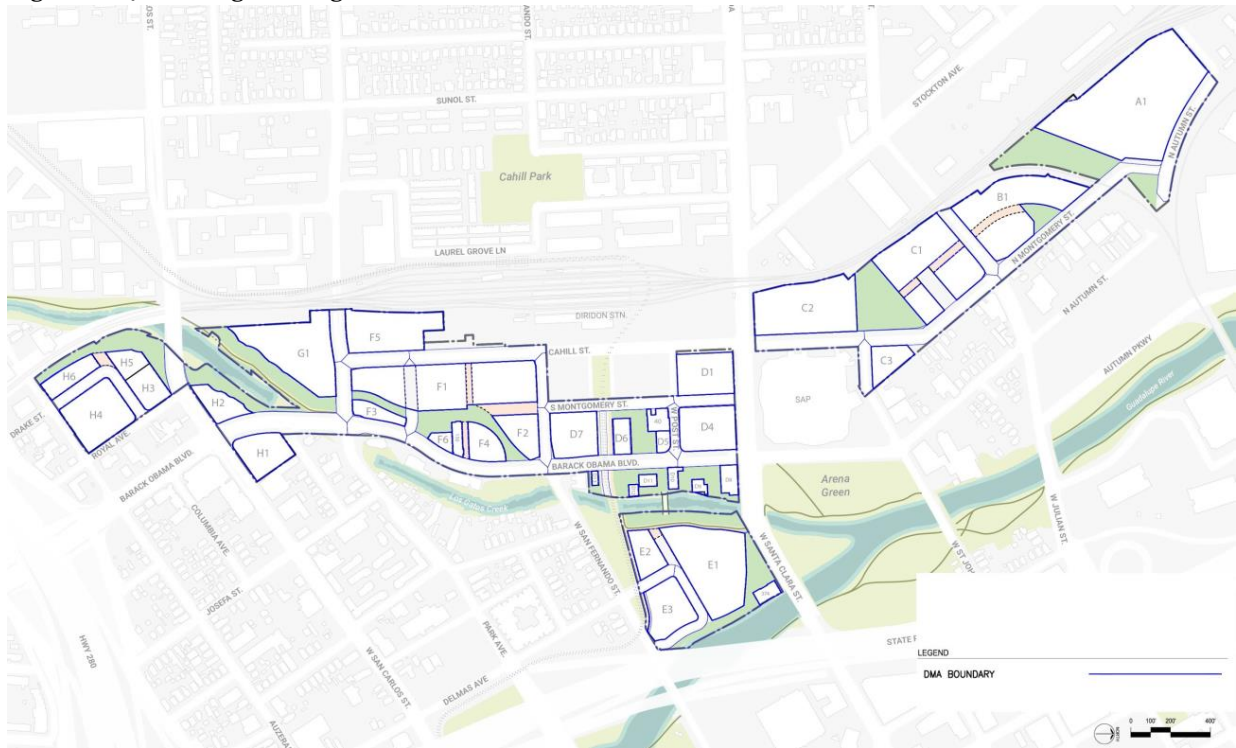 SUNOL ST.
STOCKTON AVE.
A1
N AUTUMN ST.
Cahill Park
B1
LAUREL GROVE LN
C1
N MONTGOMERY ST.
C2
N AUTUMN ST.
DIRIDON STN.
G1
F5
CAHILL ST.
C3
AUTUMN PKWY
Guadalupe River
H6
H5
H3
H4
H2
F1
D1
SAP
DRAKE ST.
ROYAL AVE.
F3
S MONTGOMERY ST.
W POST ST.
F6
F4
F2
D7
D6
D5
D4
H1
BARACK OBAMA BLVD.
BARACK OBAMA BLVD.
Los Gatos Creek
Arena
Green
COLUMBIA AVE.
W SAN FERNANDO ST.
W SANTA CLARA ST.
W JULIAN ST.
E2
E1
E3
JOSEFA ST.
PARK AVE.
HWY 280
W SAN CARLOS ST.
DELMAS AVE
LEGEND
DMA BOUNDARY
0 100' 200' 400'